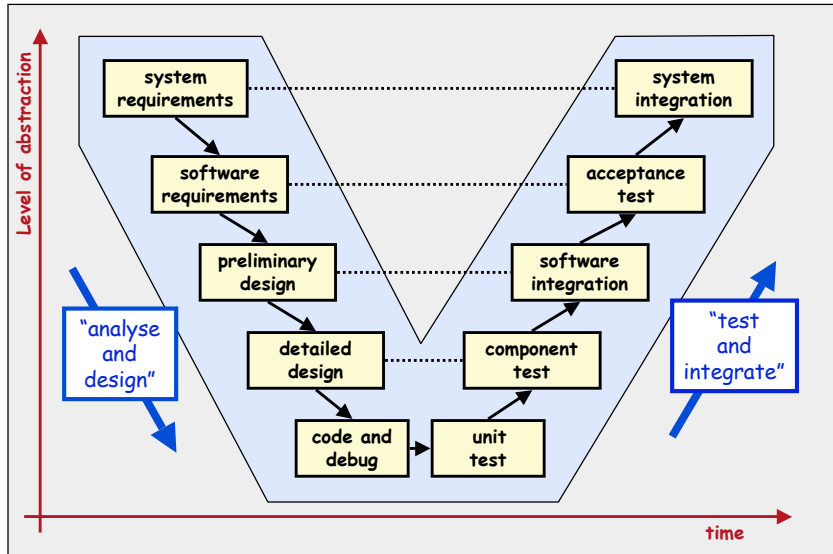 Level of abstraction
system
requirements
system
integration
software
requirements
acceptance
test
preliminary
design
software
integration
“analyse
and
design”
“test
and
integrate”
detailed
design
component
test
code and
debug
unit
test
time